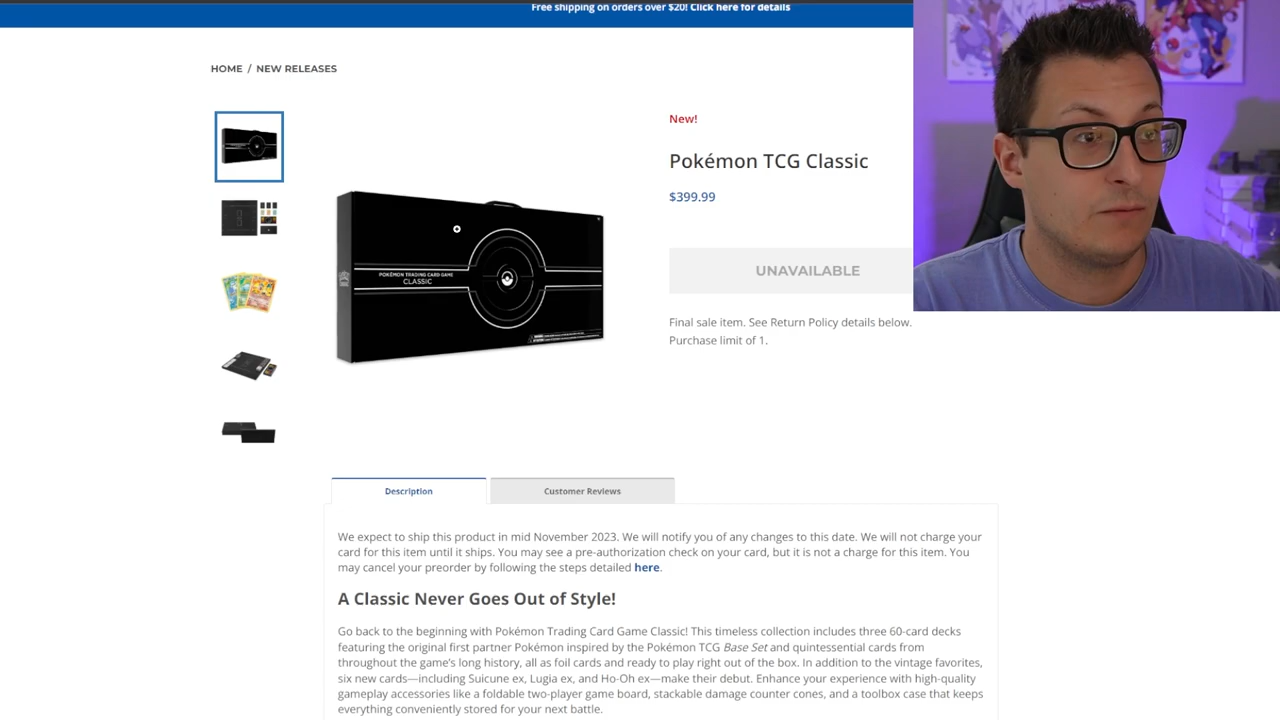 Free shipping on orders over $20! Click here for details
HOME / NEW RELEASES
New!
Pokémon TCG Classic
$399.99
POKÉMON TRADING CARD GAME
CLASSIC
UNAVAILABLE
Final sale item. See Return Policy details below.
Purchase limit of 1.
Description
Customer Reviews
We expect to ship this product in mid November 2023. We will notify you of any changes to this date. We will not charge your
card for this item until it ships. You may see a pre-authorization check on your card, but it is not a charge for this item. You
may cancel your preorder by following the steps detailed here.
A Classic Never Goes Out of Style!
Go back to the beginning with Pokémon Trading Card Game Classic! This timeless collection includes three 60-card decks
featuring the original first partner Pokémon inspired by the Pokémon TCG Base Set and quintessential cards from
throughout the game's long history, all as foil cards and ready to play right out of the box. In addition to the vintage favorites,
six new cards—including Suicune ex, Lugia ex, and Ho-Oh ex—make their debut. Enhance your experience with high-quality
gameplay accessories like a foldable two-player game board, stackable damage counter cones, and a toolbox case that keeps
everything conveniently stored for your next battle.